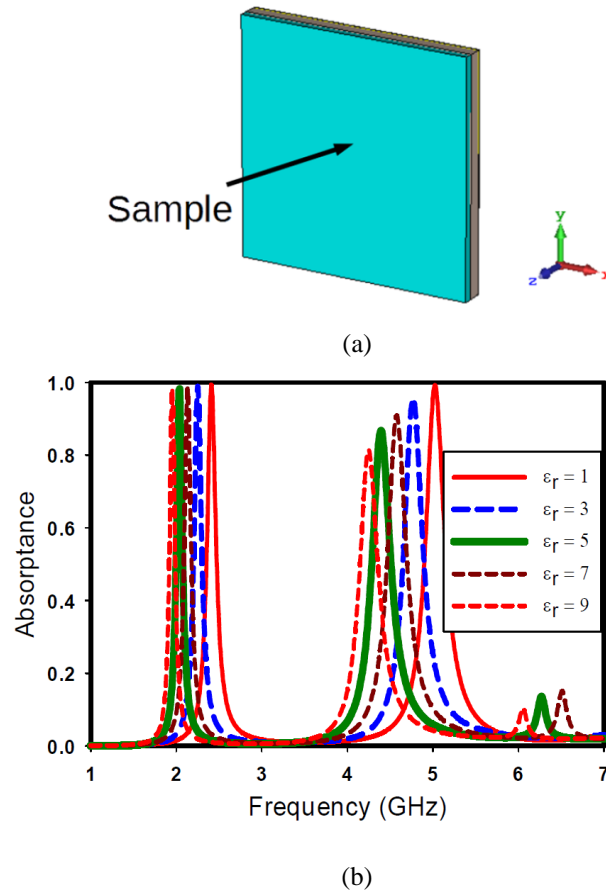 Sample
y
z
x
(a)
1.0
0.8
0.6
0.4
0.2
0.0
Absorptance
εr = 1
εr = 3
εr = 5
εr = 7
εr = 9
1 2 3 4 5 6 7
Frequency (GHz)
(b)